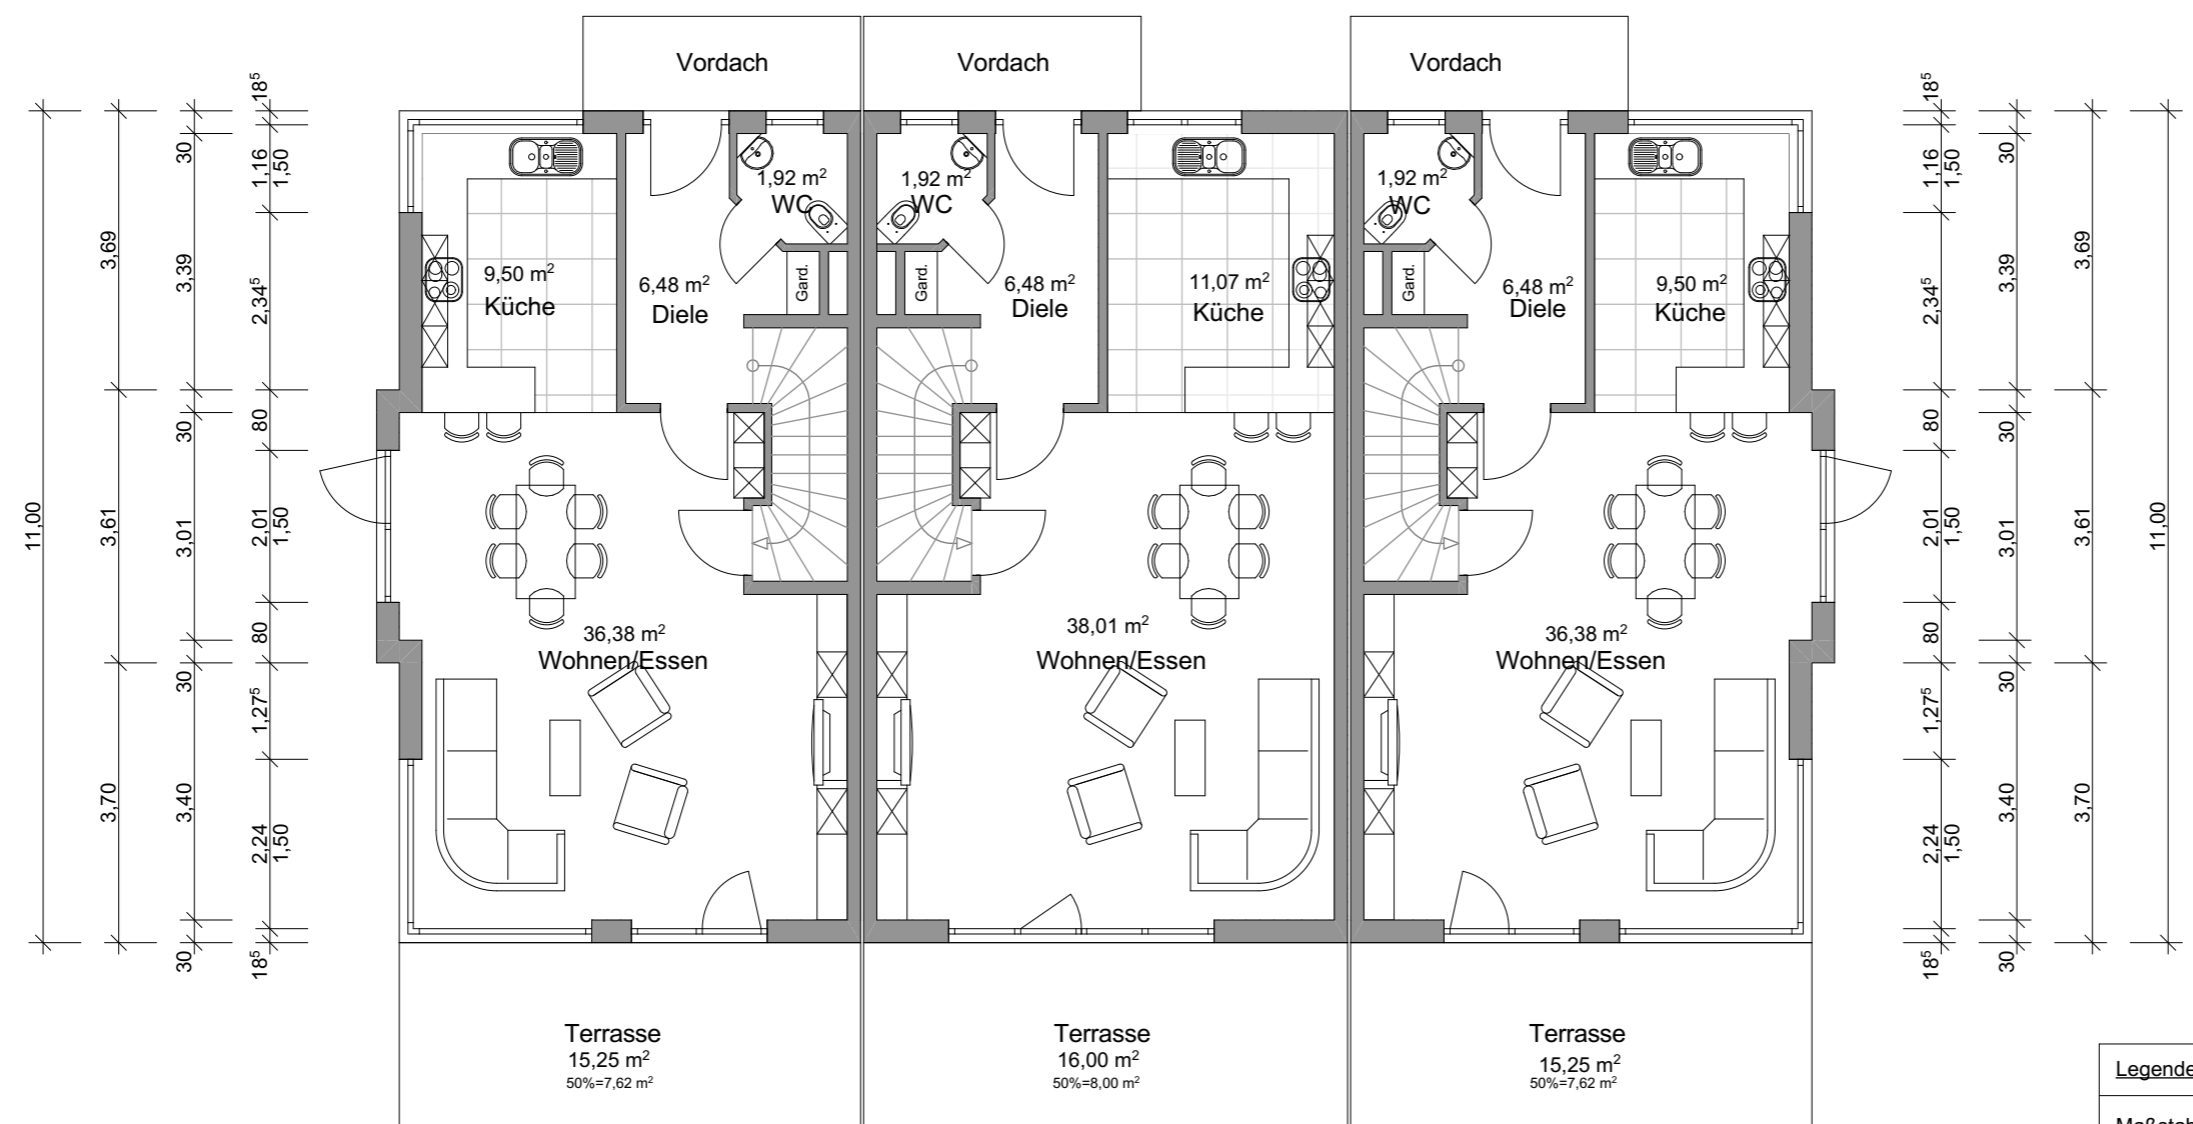 Vordach
Vordach
Vordach
1,92 m²
WC
1,92 m²
WC
1,92 m²
WC
9,50 m²
Küche
6,48 m²
Diele
Gard.
Gard.
6,48 m²
Diele
11,07 m²
Küche
Gard.
6,48 m²
Diele
9,50 m²
Küche
36,38 m²
Wohnen/Essen
38,01 m²
Wohnen/Essen
36,38 m²
Wohnen/Essen
Terrasse
15,25 m²
50%=7,62 m²
Terrasse
16,00 m²
50%=8,00 m²
Terrasse
15,25 m²
50%=7,62 m²
11,00
3,69
3,61
3,70
30
3,39
30
3,01
30
3,40
30
18⁵
1,16
1,50
2,34⁵
80
2,01
1,50
80
1,27⁵
2,24
1,50
18⁵
18⁵
1,16
1,50
2,34⁵
80
2,01
1,50
80
1,27⁵
2,24
1,50
18⁵
30
3,39
30
3,01
30
3,40
30
3,69
3,61
3,70
11,00
Legende